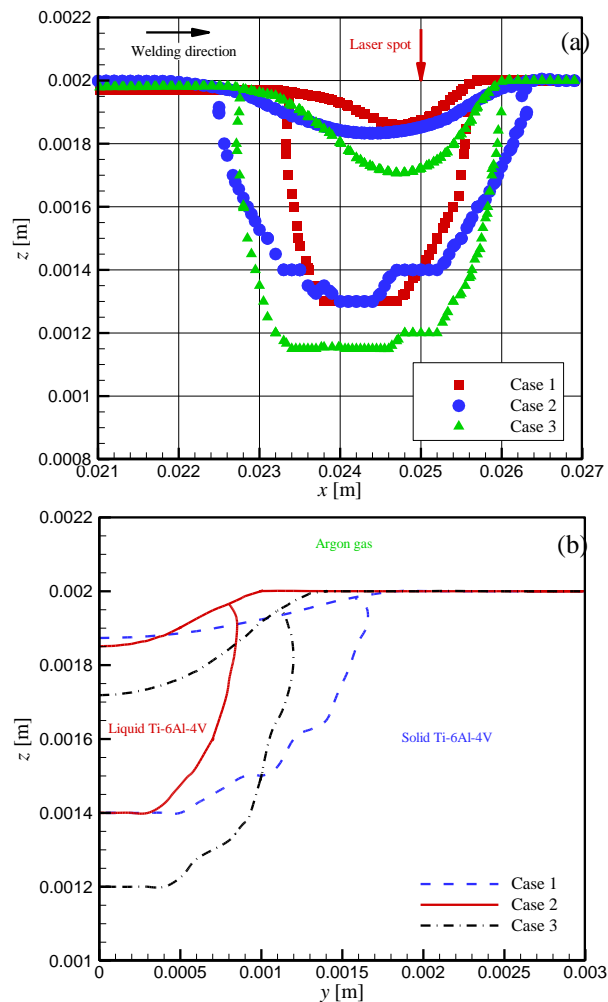 (a)
Welding direction
Laser spot
0.0022
0.002
0.0018
0.0016
0.0014
0.0012
0.001
0.0008
z [m]
Case 1
Case 2
Case 3
0.021 0.022 0.023 0.024 0.025 0.026 0.027
x [m]
(b)
Argon gas
0.0022
0.002
0.0018
0.0016
0.0014
0.0012
0.001
z [m]
Liquid Ti-6Al-4V
Solid Ti-6Al-4V
Case 1
Case 2
Case 3
0 0.0005 0.001 0.0015 0.002 0.0025 0.003
y [m]